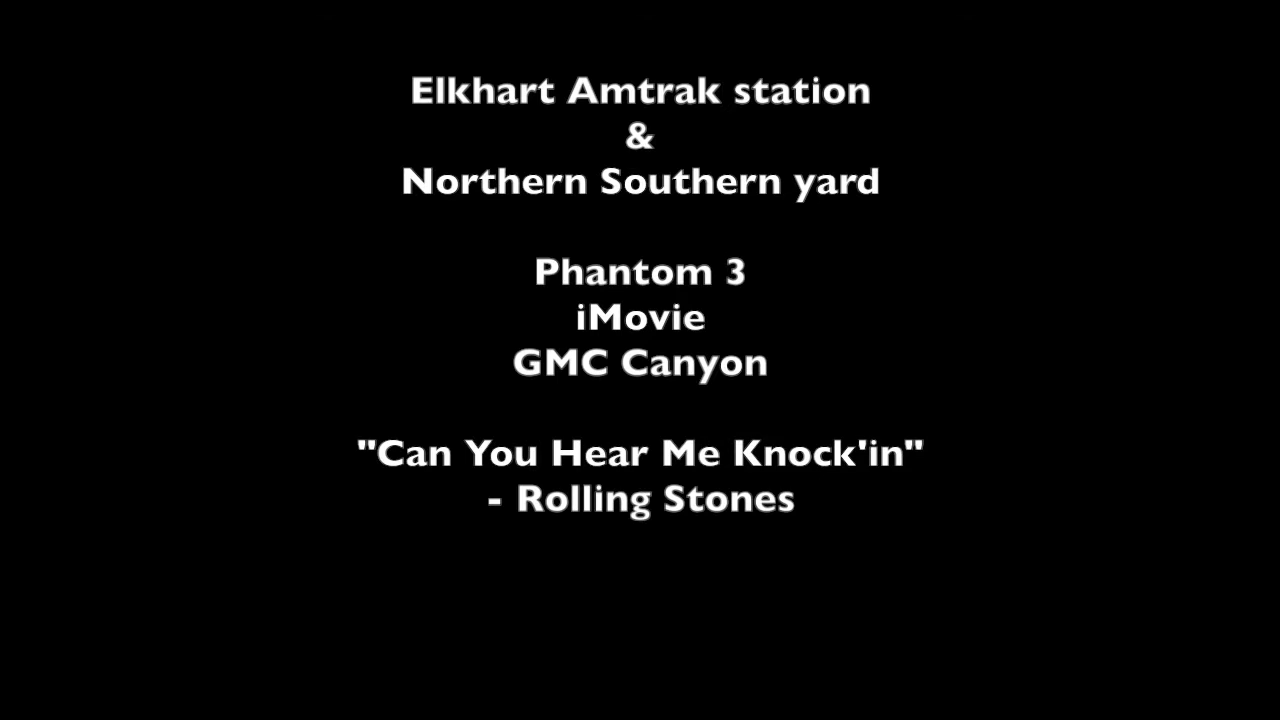 Elkhart Amtrak station
&
Northern Southern yard
Phantom 3
iMovie
GMC Canyon
"Can You Hear Me Knock'in"
- Rolling Stones